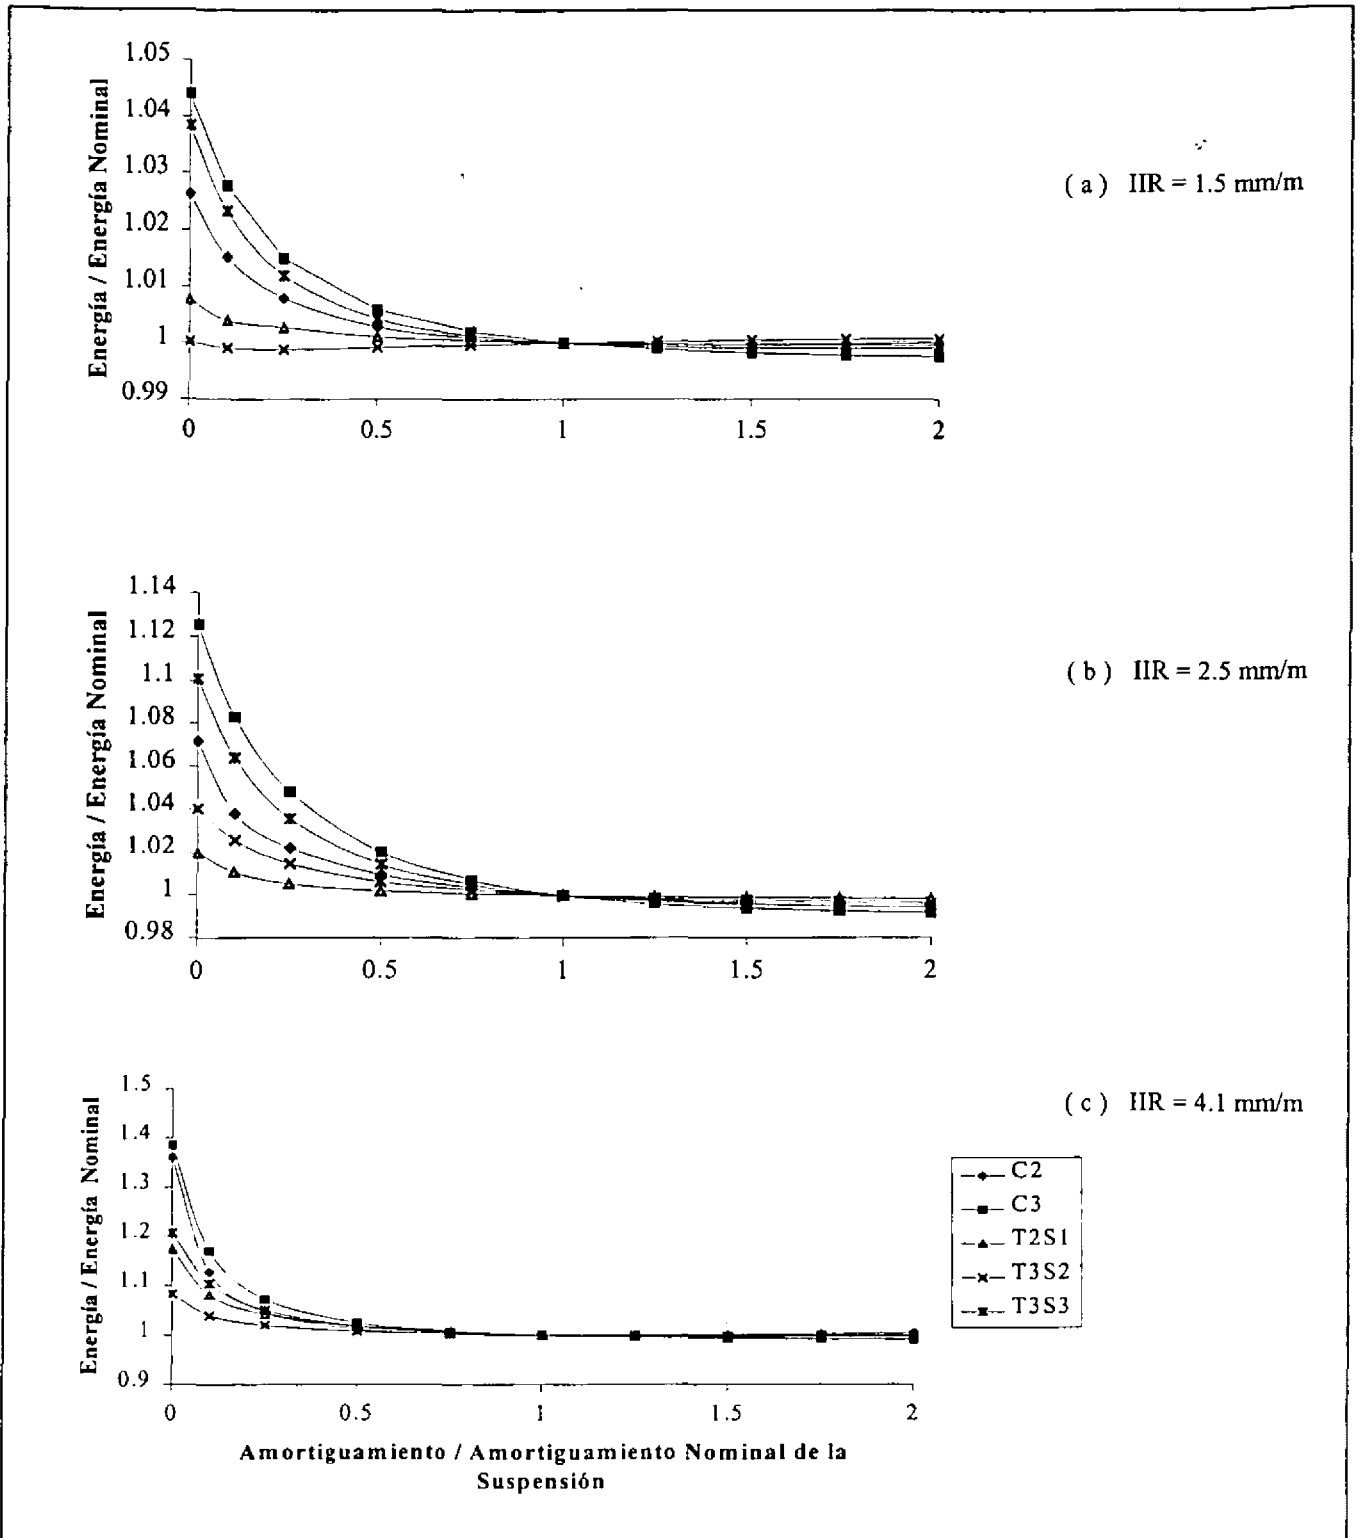 1.05
1.04
1.03
1.02
1.01
1
0.99
Energía / Energía Nominal
0 0.5 1 1.5 2
( a ) IIR = 1.5 mm/m
1.14
1.12
1.1
1.08
1.06
1.04
1.02
1
0.98
Energía / Energía Nominal
0 0.5 1 1.5 2
( b ) IIR = 2.5 mm/m
1.5
1.4
1.3
1.2
1.1
1
0.9
Energía / Energía Nominal
0 0.5 1 1.5 2
Amortiguamiento / Amortiguamiento Nominal de la
Suspensión
( c ) IIR = 4.1 mm/m
C2
C3
T2S1
T3S2
T3S3